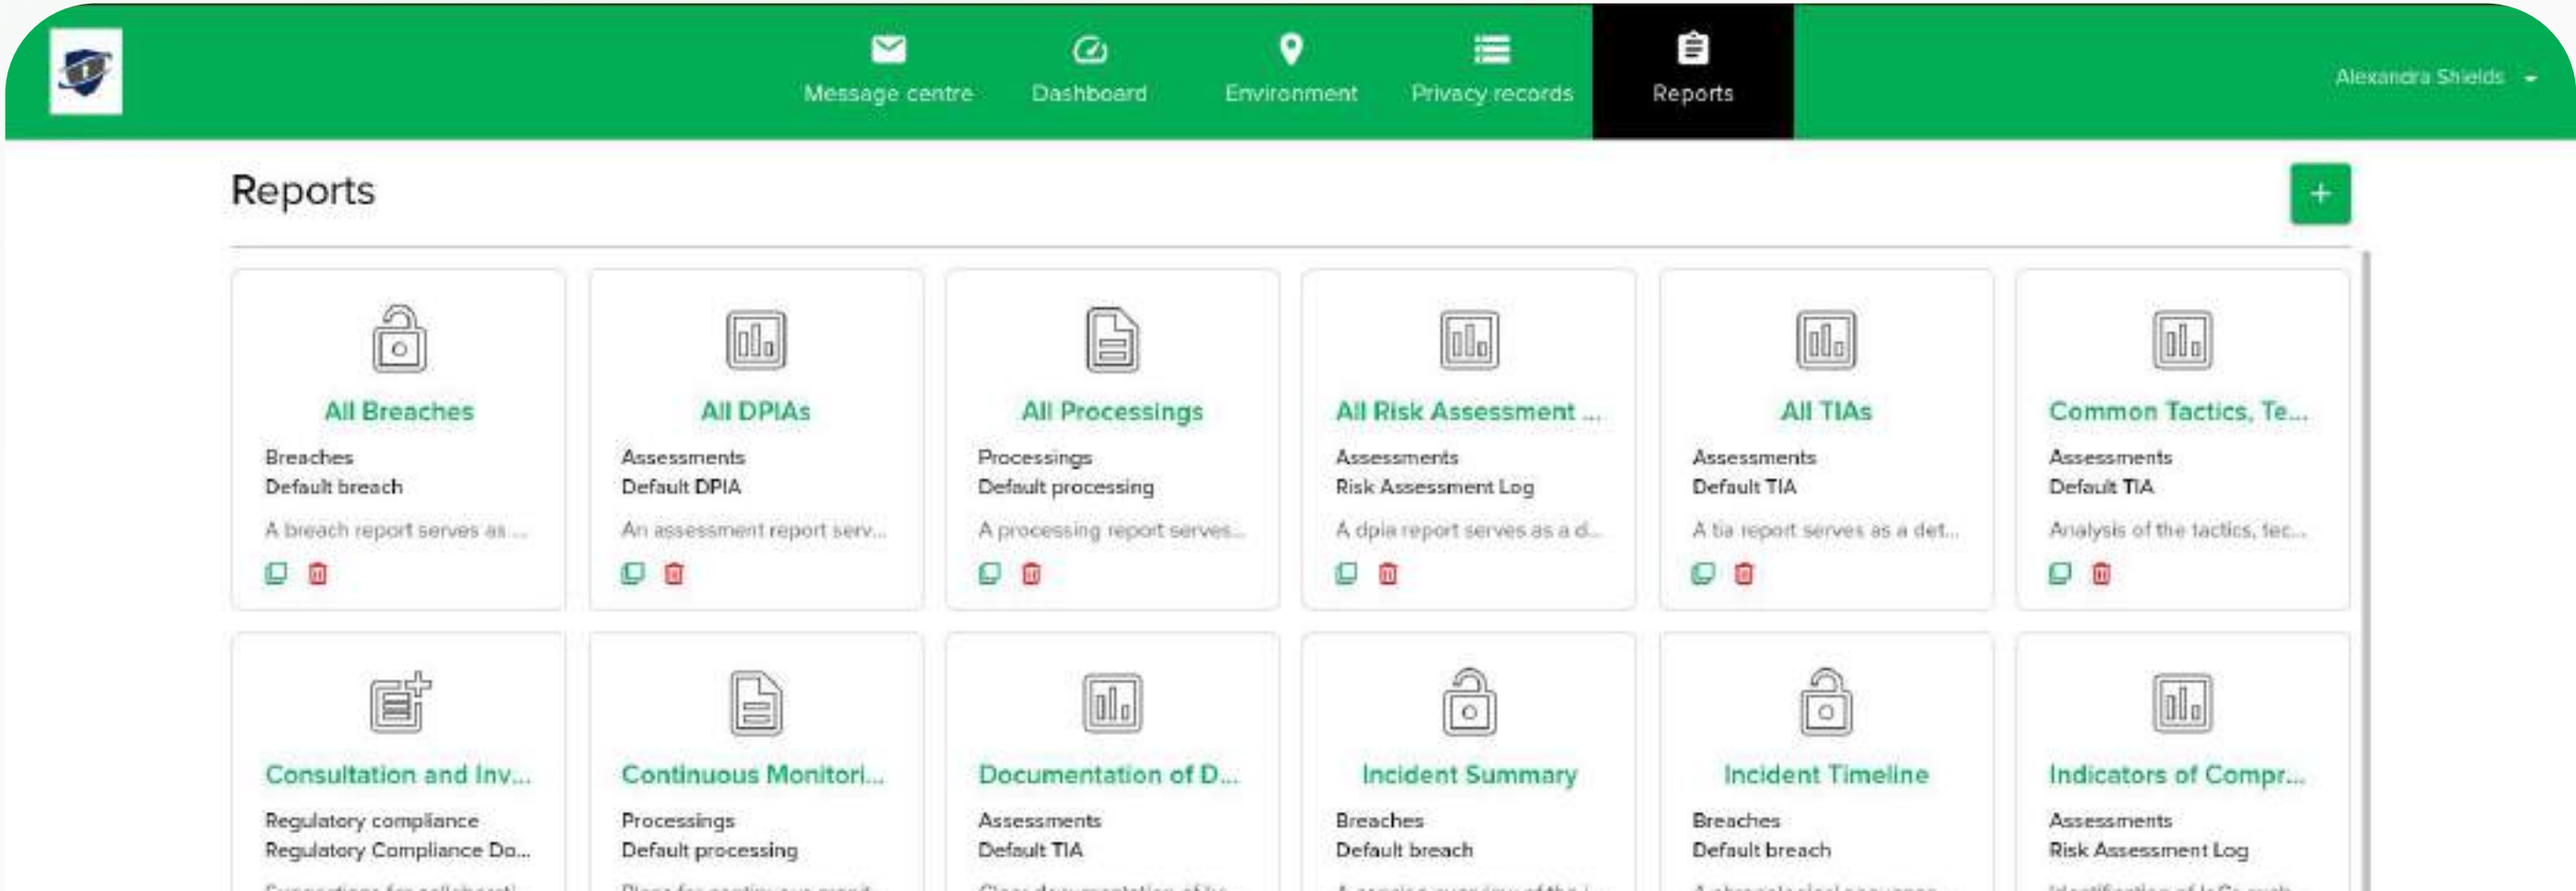 Message centre
Dashboard
Environment
Privacy records
Reports
Alexandra Shields
Reports
+
All Breaches
Breaches
Default breach
A breach report serves as ...
All DPIAs
Assessments
Default DPIA
An assessment report serv...
All Processings
Processings
Default processing
A processing report serves...
All Risk Assessment ...
Assessments
Risk Assessment Log
A dpia report serves as a d...
All TIAs
Assessments
Default TIA
A tia report serves as a det...
Common Tactics, Te...
Assessments
Default TIA
Analysis of the tactics, tec...
Consultation and Inv...
Regulatory compliance
Regulatory Compliance Do...
Continuous Monitori...
Processings
Default processing
Documentation of D...
Assessments
Default TIA
Incident Summary
Breaches
Default breach
Incident Timeline
Breaches
Default breach
Indicators of Compr...
Assessments
Risk Assessment Log